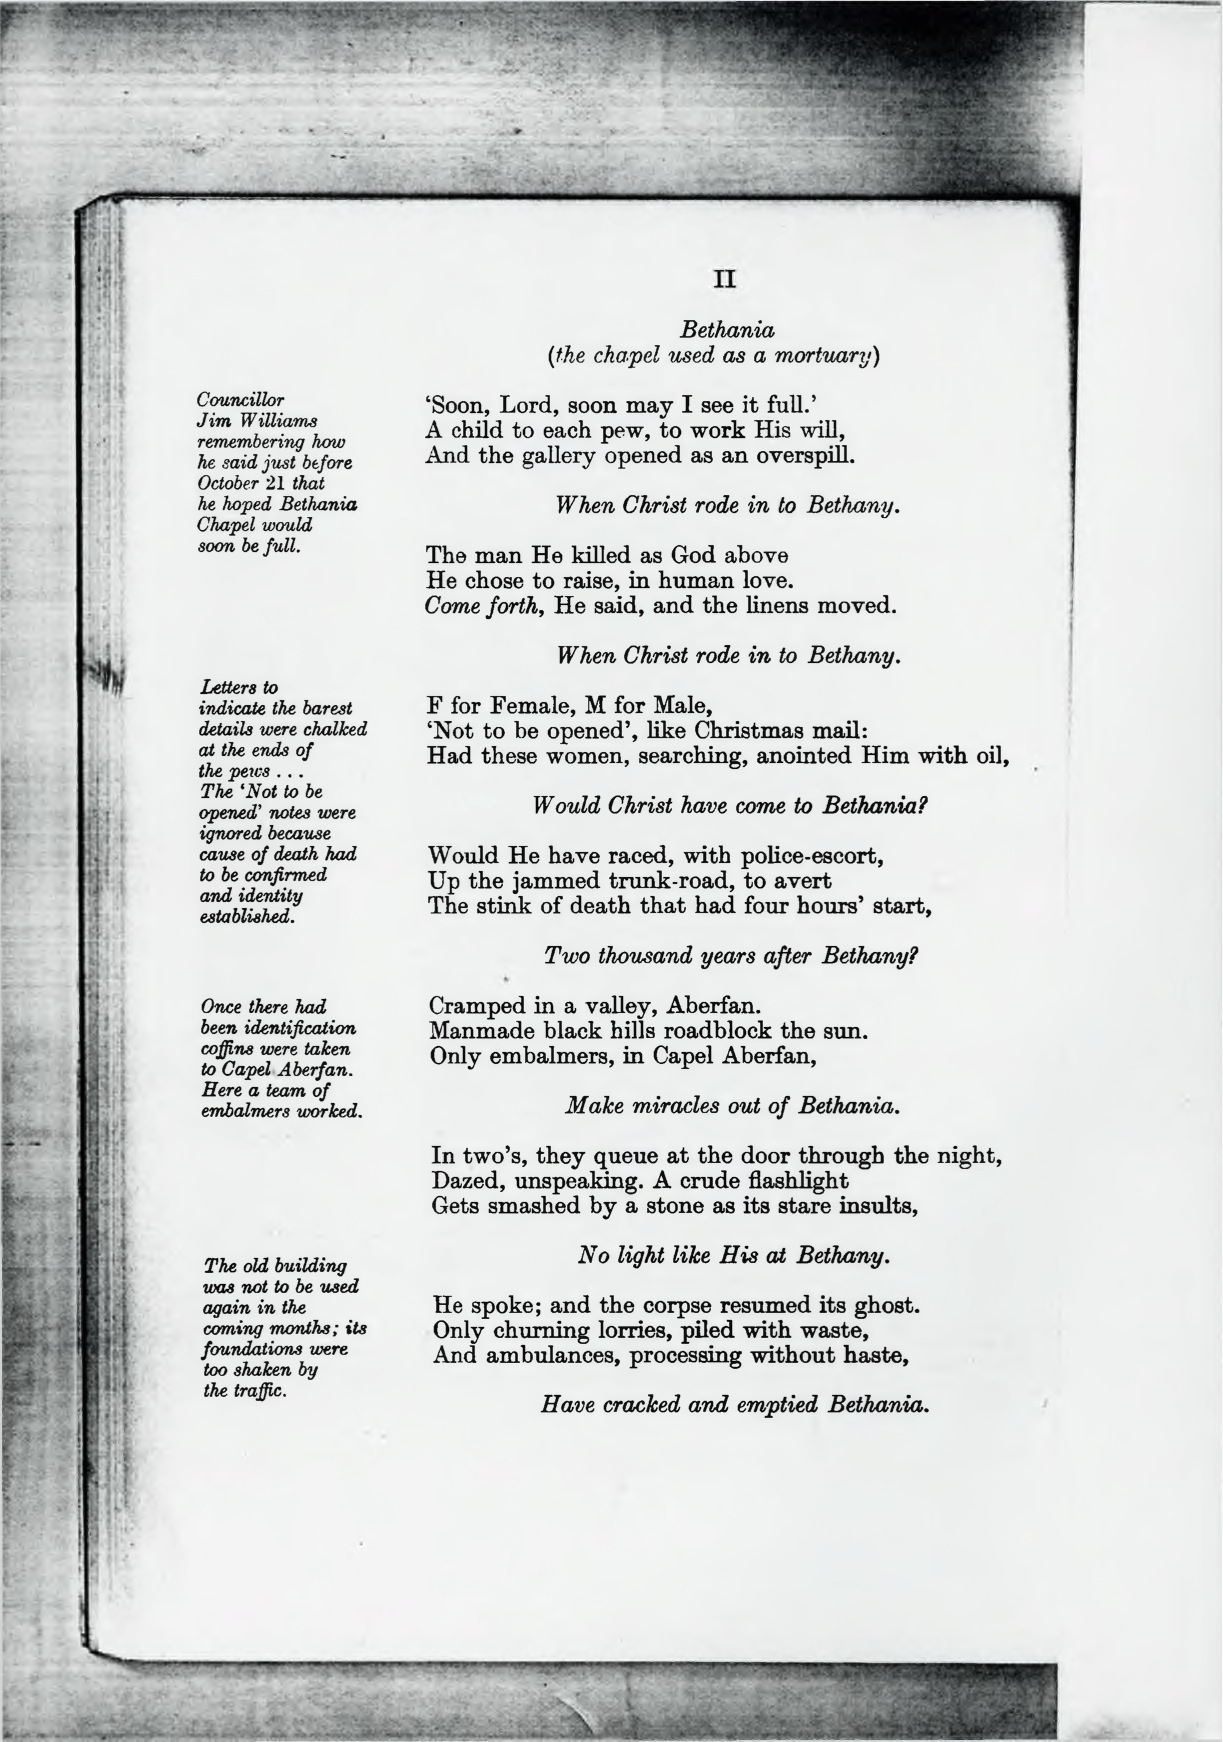 II
Bethania
(the chapel used as a mortuary)
Councillor
Jim Williams
remembering how
he said just before
October 21 that
he hoped Bethania
Chapel would
soon be full.
‘Soon, Lord, soon may I see it full.’
A child to each pew, to work His will,
And the gallery opened as an overspill.
When Christ rode in to Bethany.
The man He killed as God above
He chose to raise, in human love.
Come forth, He said, and the linens moved.
When Christ rode in to Bethany.
Letters to
indicate the barest
details were chalked
at the ends of
the pews . . .
The ‘Not to be
opened’ notes were
ignored because
cause of death had
to be confirmed
and identity
established.
F for Female, M for Male,
‘Not to be opened’, like Christmas mail:
Had these women, searching, anointed Him with oil,
Would Christ have come to Bethania?
Would He have raced, with police-escort,
Up the jammed trunk-road, to avert
The stink of death that had four hours’ start,
Two thousand years after Bethany?
Once there had
been identification
coffins were taken
to Capel Aberfan.
Here a team of
embalmers worked.
Cramped in a valley, Aberfan.
Manmade black hills roadblock the sun.
Only embalmers, in Capel Aberfan,
Make miracles out of Bethania.
In two’s, they queue at the door through the night,
Dazed, unspeaking. A crude flashlight
Gets smashed by a stone as its stare insults,
No light like His at Bethany.
The old building
was not to be used
again in the
coming months; its
foundations were
too shaken by
the traffic.
He spoke; and the corpse resumed its ghost.
Only churning lorries, piled with waste,
And ambulances, processing without haste,
Have cracked and emptied Bethania.